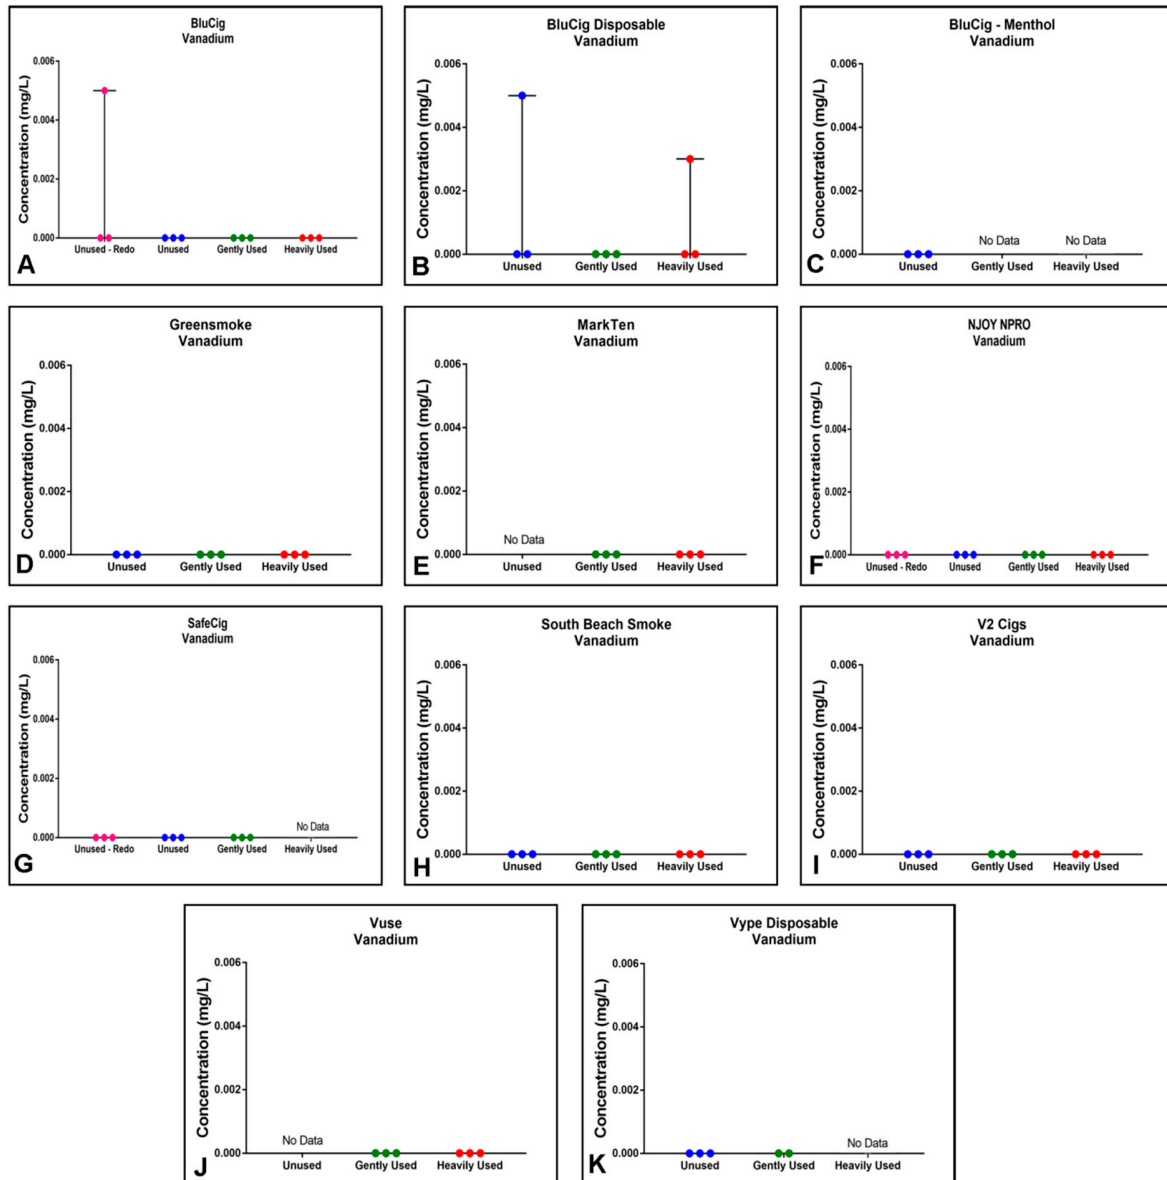 BluCig
Vanadium
Concentration (mg/L)
0.006
0.004
0.002
0.000
Unused - Redo Unused Gently Used Heavily Used
A
BluCig Disposable
Vanadium
Concentration (mg/L)
0.006
0.004
0.002
0.000
Unused Gently Used Heavily Used
B
BluCig - Menthol
Vanadium
Concentration (mg/L)
0.006
0.004
0.002
0.000
No Data No Data
Unused Gently Used Heavily Used
C
Greensmoke
Vanadium
Concentration (mg/L)
0.006
0.004
0.002
0.000
Unused Gently Used Heavily Used
D
MarkTen
Vanadium
Concentration (mg/L)
0.006
0.004
0.002
0.000
No Data
Unused Gently Used Heavily Used
E
NJOY NPRO
Vanadium
Concentration (mg/L)
0.006
0.004
0.002
0.000
Unused - Redo Unused Gently Used Heavily Used
F
SafeCig
Vanadium
Concentration (mg/L)
0.006
0.004
0.002
0.000
No Data
Unused - Redo Unused Gently Used Heavily Used
G
South Beach Smoke
Vanadium
Concentration (mg/L)
0.006
0.004
0.002
0.000
Unused Gently Used Heavily Used
H
V2 Cigs
Vanadium
Concentration (mg/L)
0.006
0.004
0.002
0.000
Unused Gently Used Heavily Used
I
Vuse
Vanadium
Concentration (mg/L)
0.006
0.004
0.002
0.000
No Data
Unused Gently Used Heavily Used
J
Vype Disposable
Vanadium
Concentration (mg/L)
0.006
0.004
0.002
0.000
No Data
Unused Gently Used Heavily Used
K